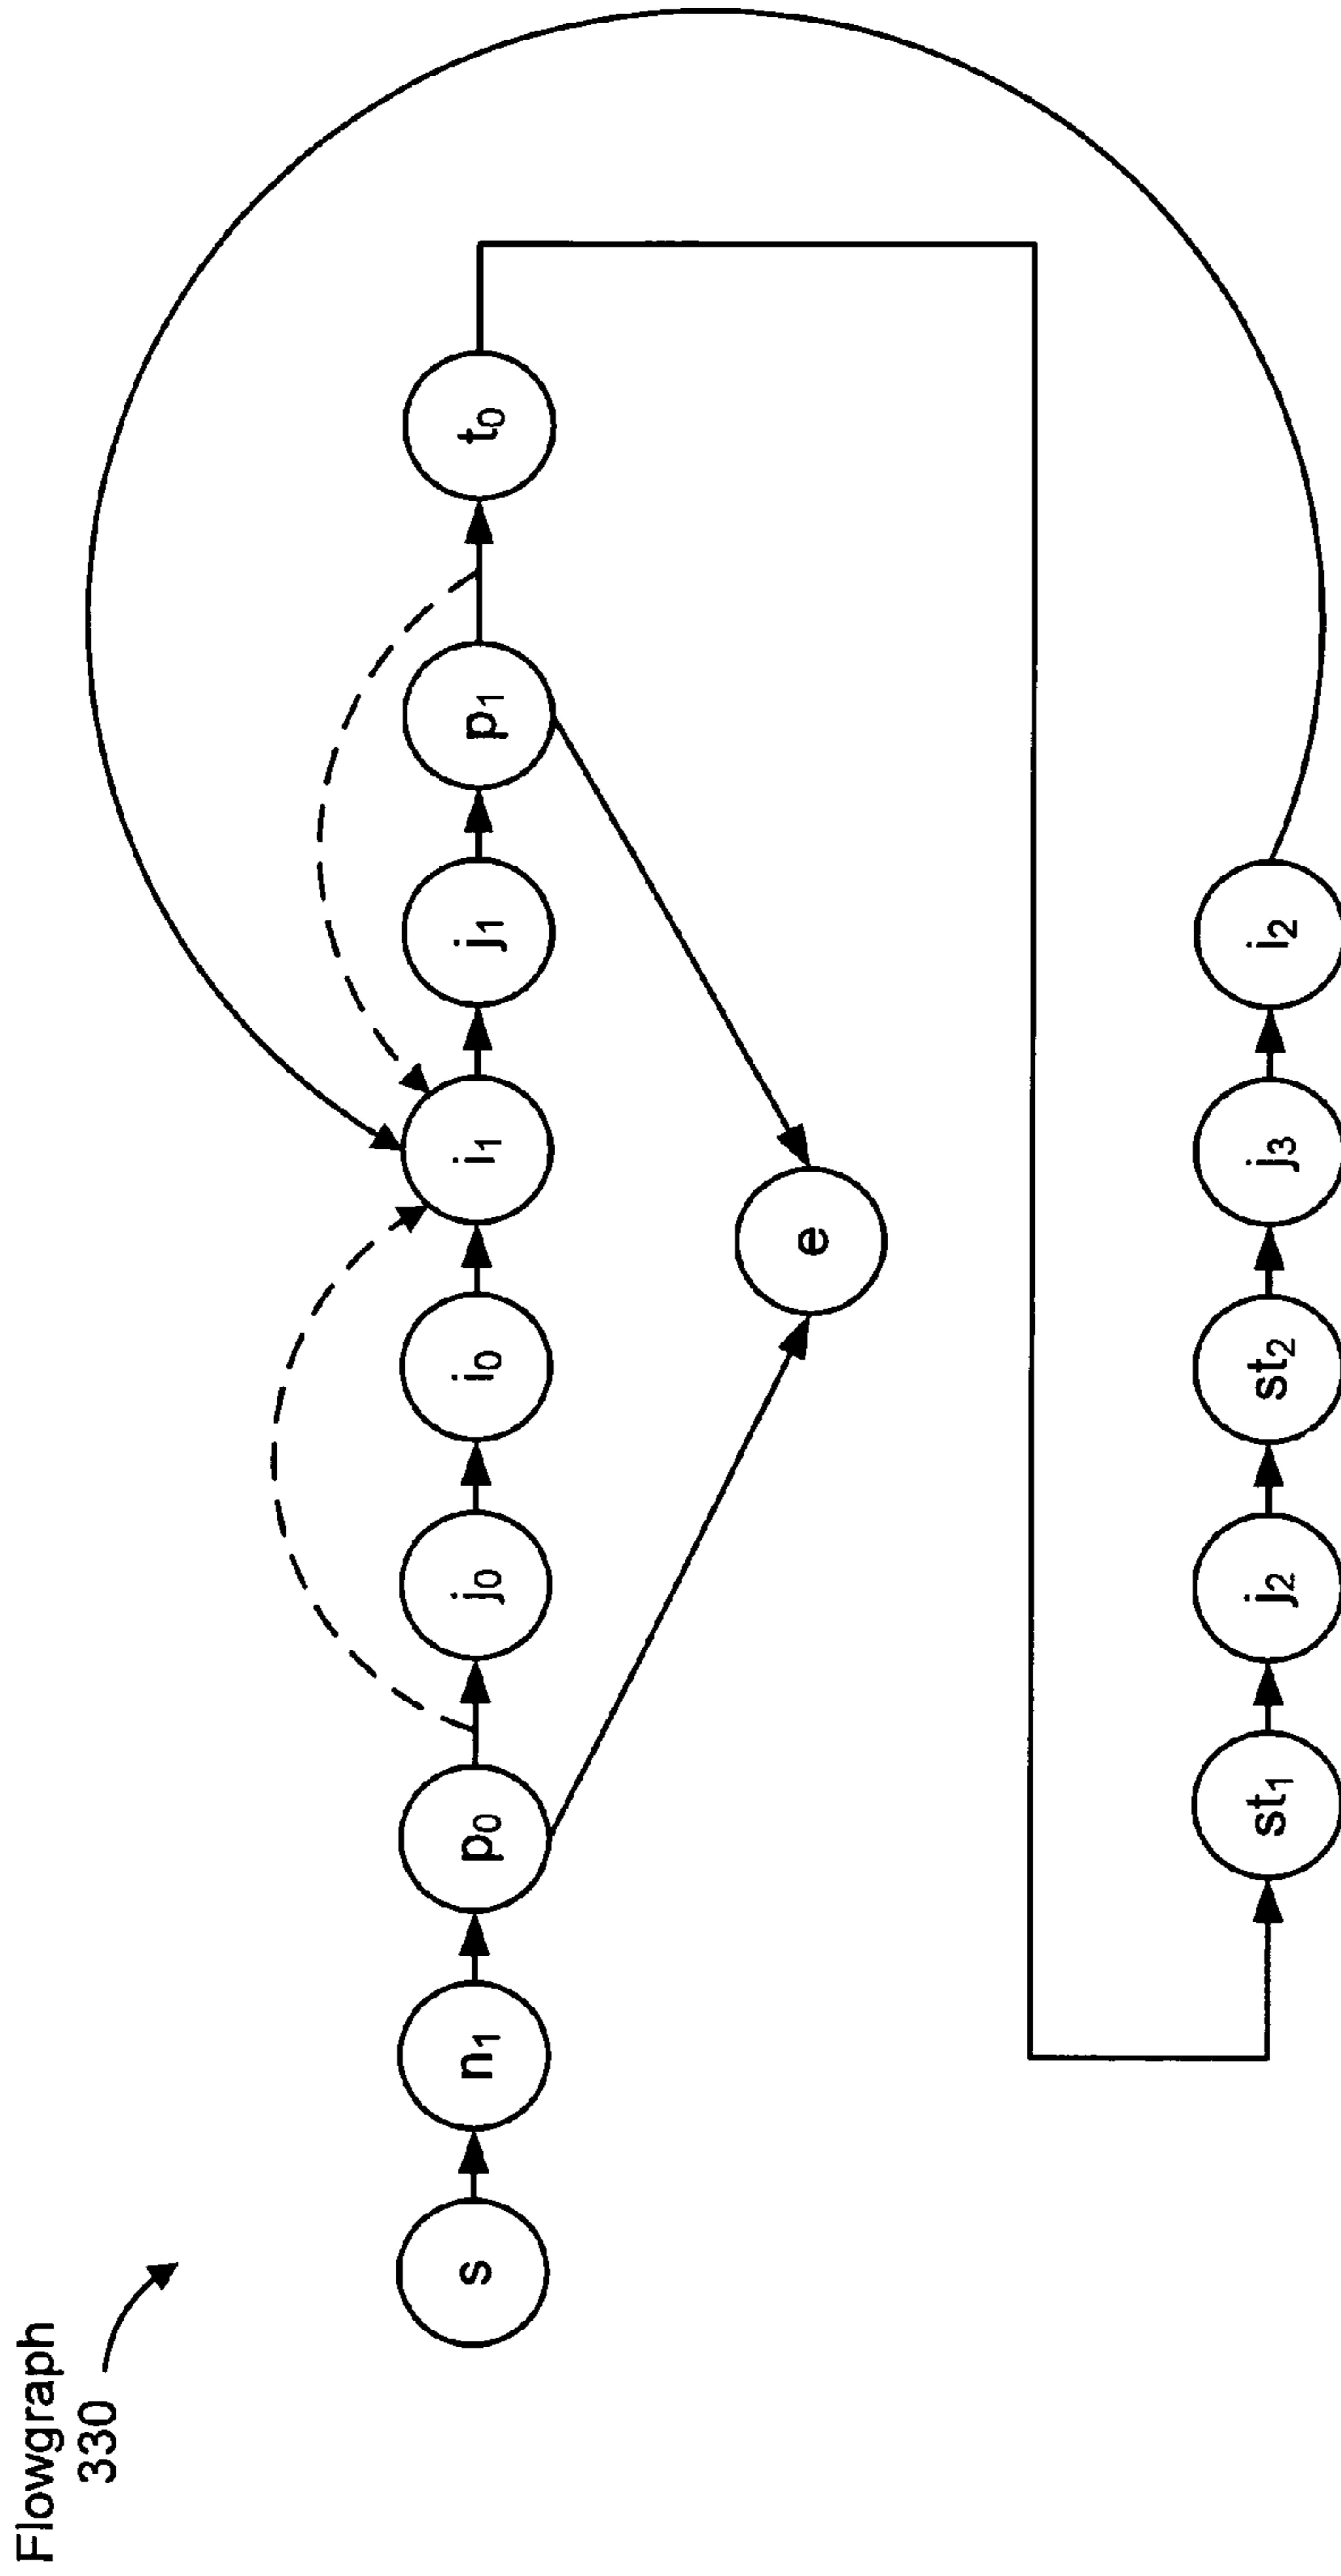 Flowgraph
330
s
n₁
p₀
j₀
i₀
i₁
j₁
p₁
t₀
e
st₁
j₂
st₂
j₃
i₂